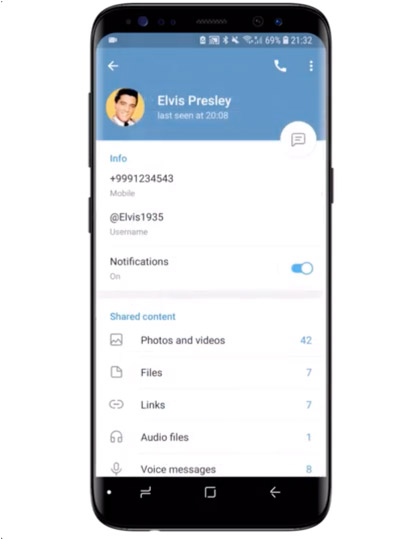 69% 21:32
Elvis Presley
last seen at 20:08
Info
+9991234543
Mobile
@Elvis1935
Username
Notifications
On
Shared content
Photos and videos 42
Files 7
Links 7
Audio files 1
Voice messages 8